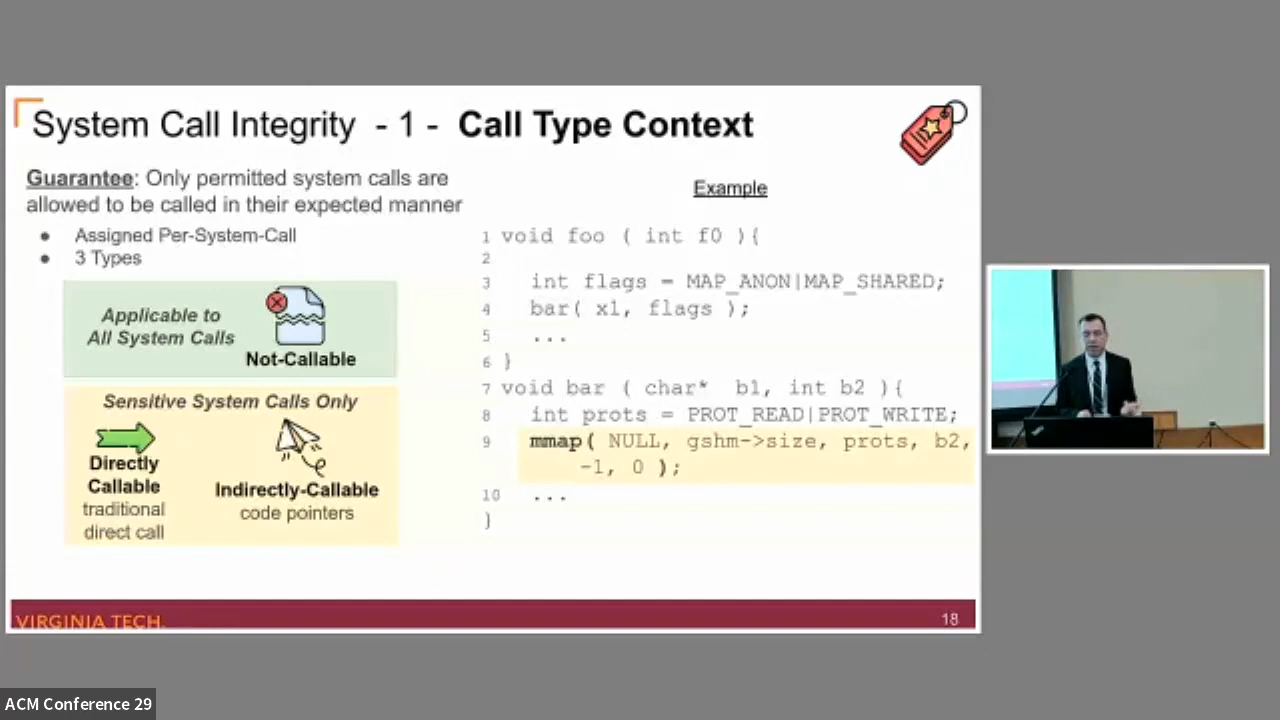 System Call Integrity - 1 - Call Type Context
Guarantee: Only permitted system calls are
allowed to be called in their expected manner
● Assigned Per-System-Call
● 3 Types
Applicable to
All System Calls
Not-Callable
Sensitive System Calls Only
Directly
Callable
traditional
direct call
Indirectly-Callable
code pointers
Example
1 void foo ( int f0 ){
2
3 int flags = MAP_ANON|MAP_SHARED;
4 bar( x1, flags );
5 ...
6 }
7 void bar ( char* b1, int b2 ){
8 int prots = PROT_READ|PROT_WRITE;
9 mmap( NULL, gshm->size, prots, b2,
-1, 0 );
10 ...
}
VIRGINIA TECH.
18
ACM Conference 29